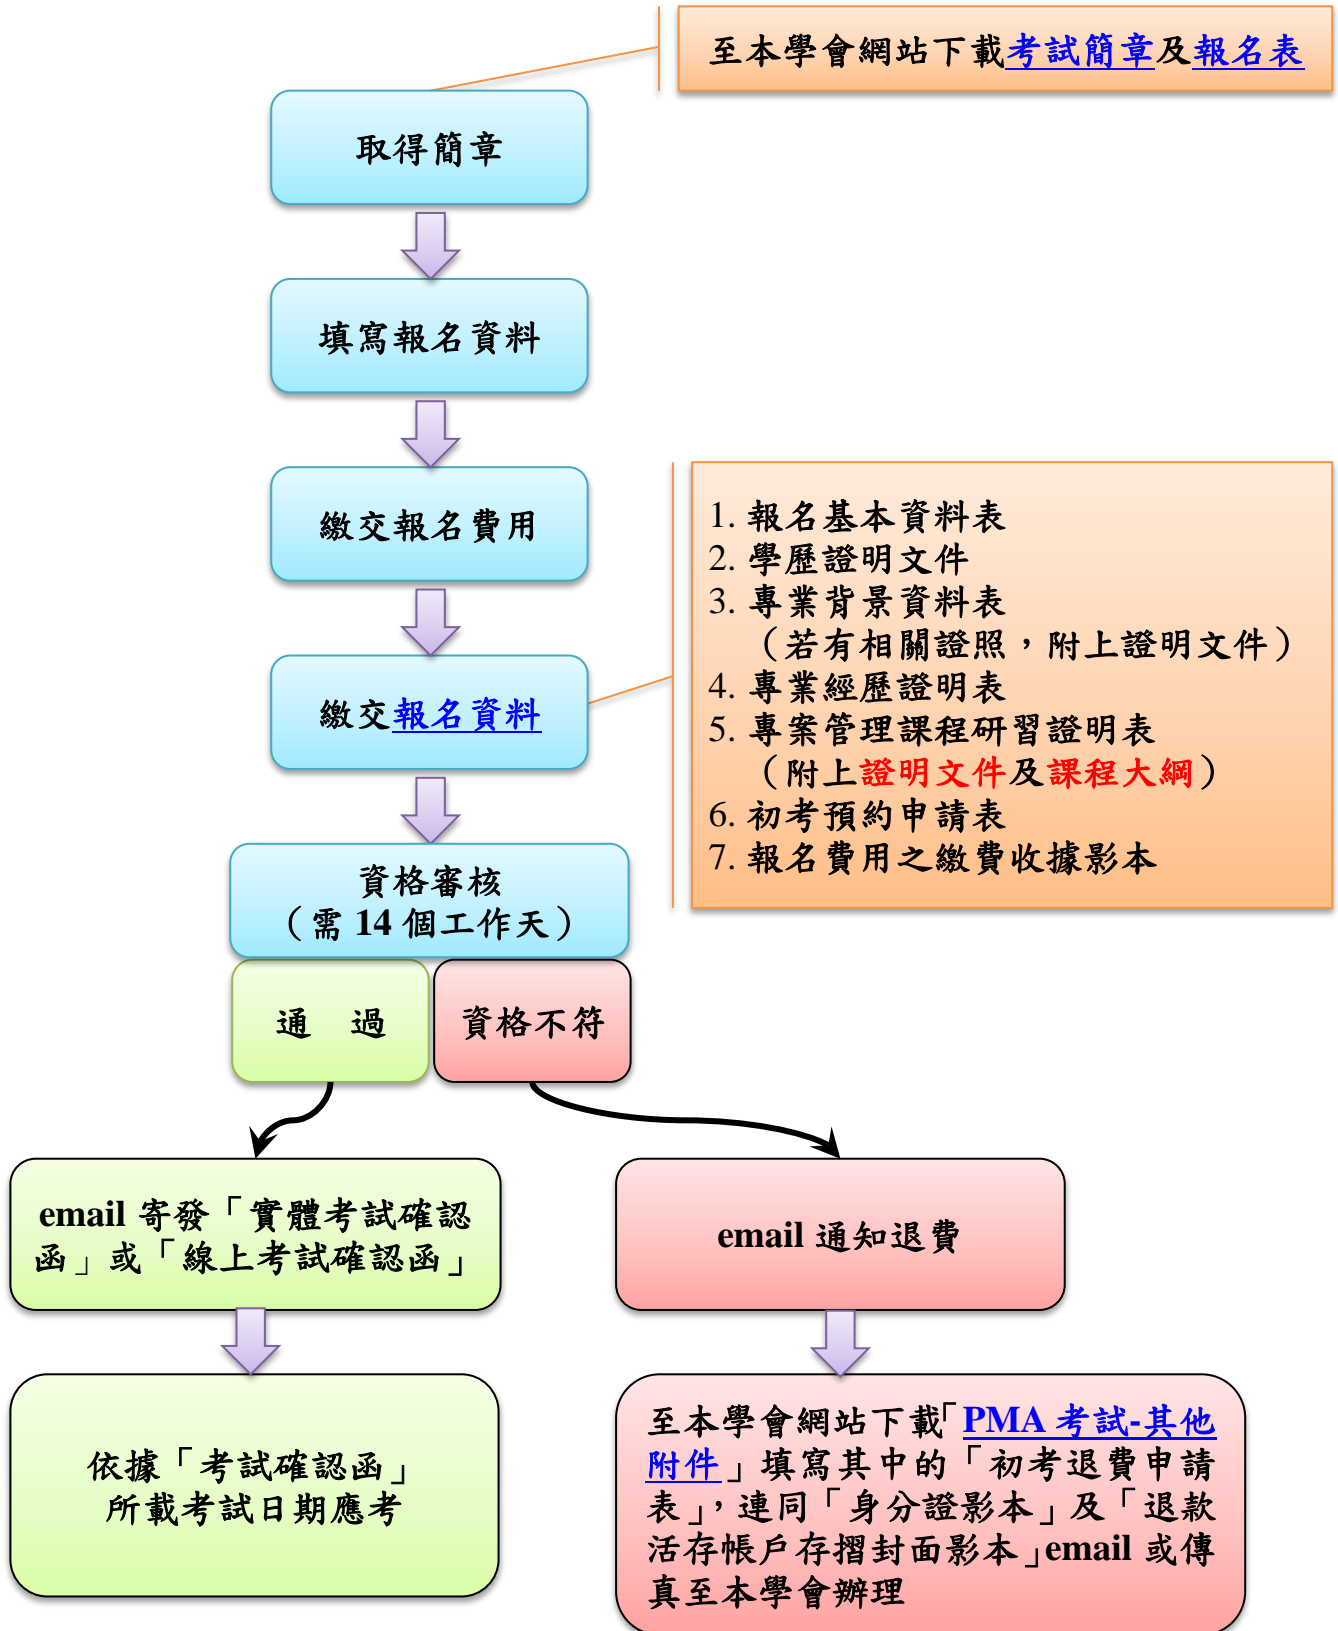 至本學會網站下載考試簡章及報名表
取得簡章
填寫報名資料
繳交報名費用
繳交報名資料
1. 報名基本資料表
2. 學歷證明文件
3. 專業背景資料表
（若有相關證照，附上證明文件）
4. 專業經歷證明表
5. 專案管理課程研習證明表
（附上證明文件及課程大綱）
6. 初考預約申請表
7. 報名費用之繳費收據影本
資格審核
（需 14 個工作天）
通　過
資格不符
email 寄發「實體考試確認
函」或「線上考試確認函」
email 通知退費
依據「考試確認函」
所載考試日期應考
至本學會網站下載「PMA 考試-其他
附件」填寫其中的「初考退費申請
表」，連同「身分證影本」及「退款
活存帳戶存摺封面影本」email 或傳
真至本學會辦理